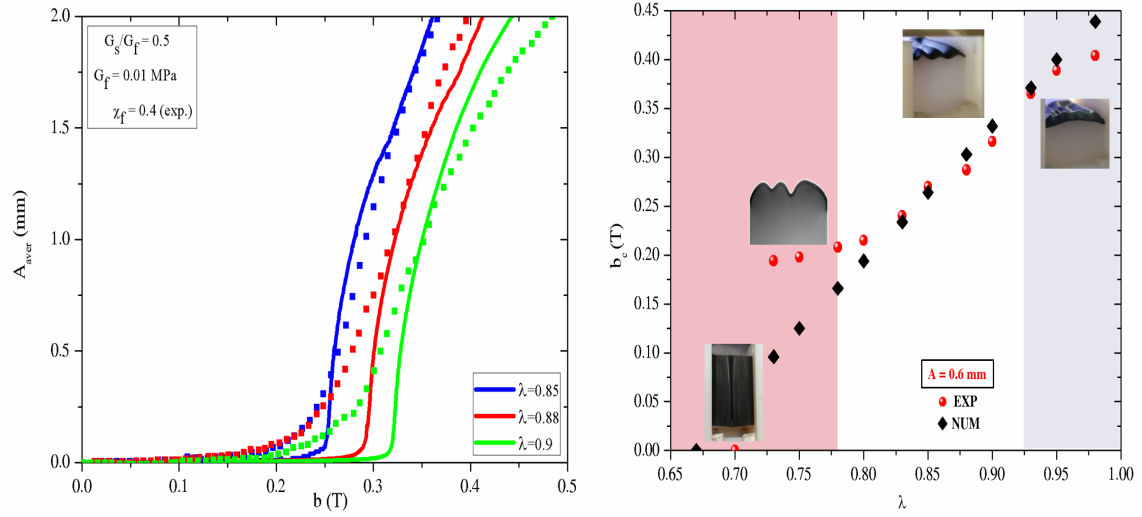 2.0
1.5
1.0
0.5
0.0
A_aver (mm)
G_s/G_f = 0.5
G_f = 0.01 MPa
χ_f = 0.4 (exp.)
λ=0.85
λ=0.88
λ=0.9
0.0 0.1 0.2 0.3 0.4 0.5
b (T)
0.45
0.40
0.35
0.30
0.25
0.20
0.15
0.10
0.05
0.00
b_c (T)
A = 0.6 mm
EXP
NUM
0.65 0.70 0.75 0.80 0.85 0.90 0.95 1.00
λ